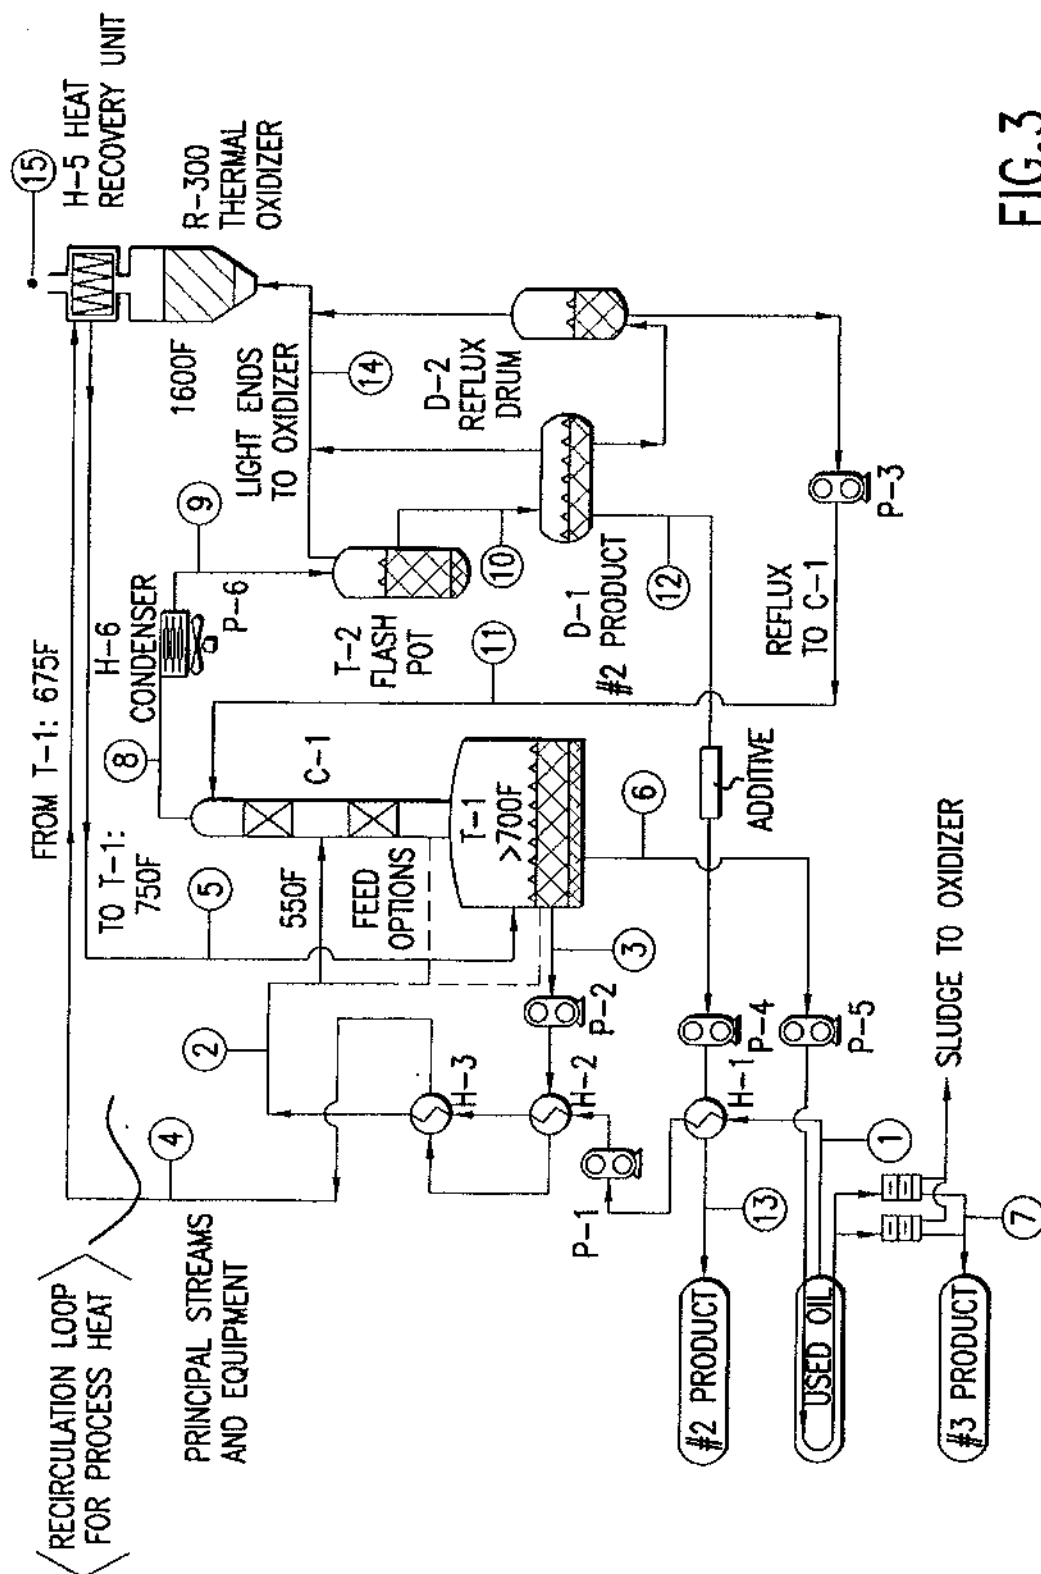 <RECIRCULATION LOOP
FOR PROCESS HEAT>
PRINCIPAL STREAMS
AND EQUIPMENT
FROM T-1: 675F
TO T-1:
750F
15
H-5 HEAT
RECOVERY UNIT
R-300
THERMAL
OXIDIZER
1600F
LIGHT ENDS
TO OXIDIZER
14
9
8
H-6
CONDENSER
P-6
T-2
FLASH
POT
10
11
C-1
5
550F
FEED
OPTIONS
T-1
>700F
2
4
3
P-2
H-3
H-2
P-1
D-2
REFLUX
DRUM
D-1
#2 PRODUCT
12
P-3
REFLUX
TO C-1
6
ADDITIVE
P-4
H-1
P-5
13
1
7
#2 PRODUCT
USED OIL
#3 PRODUCT
SLUDGE TO OXIDIZER
FIG.3